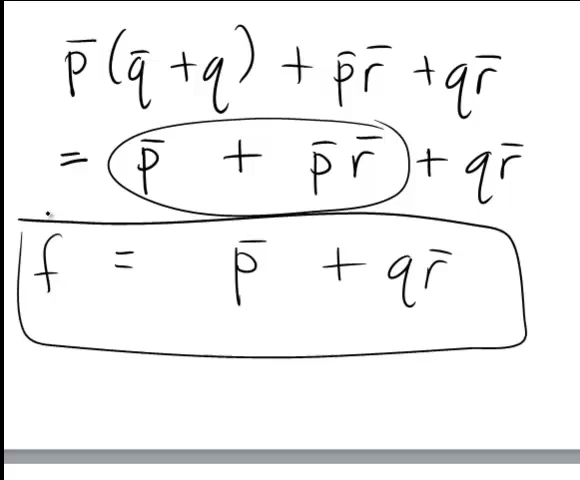 p̄(q̄+q) + p̄r̄ + qr̄
= p̄ + p̄r̄ + qr̄
f = p̄ + qr̄